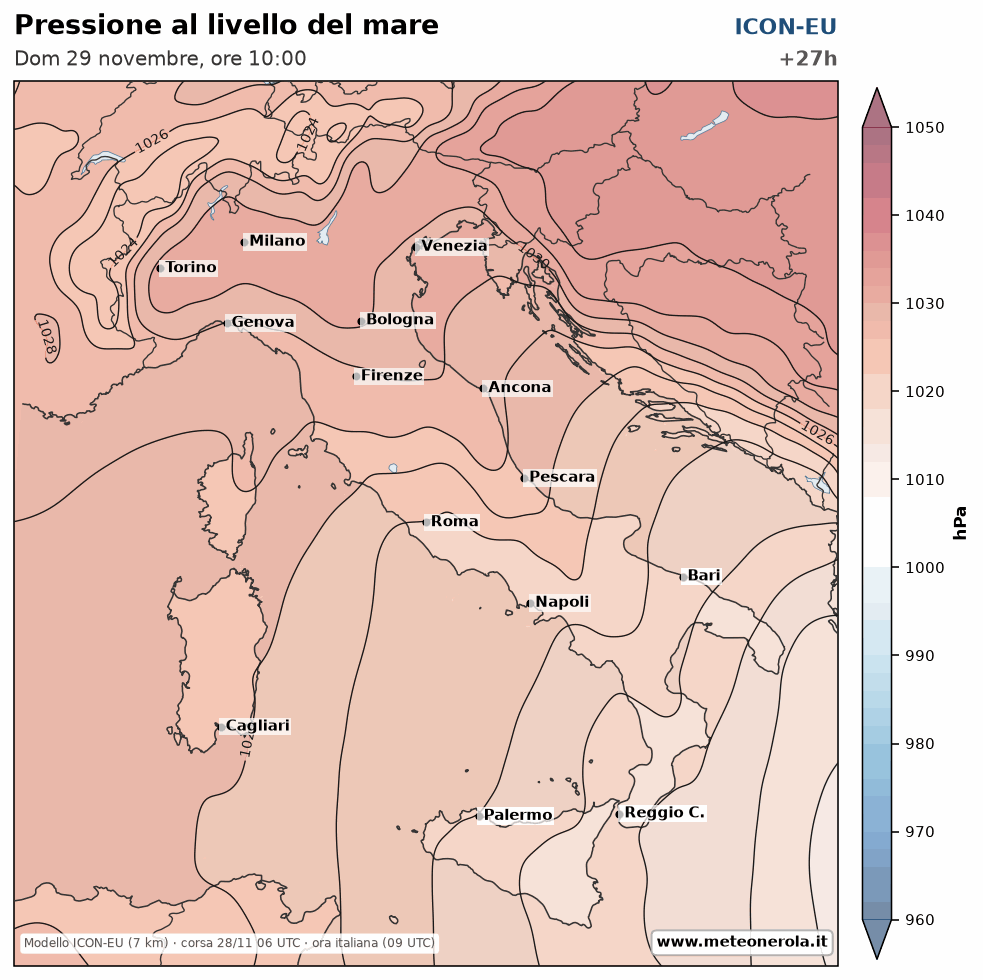 Pressione al livello del mare
ICON-EU
Dom 29 novembre, ore 10:00
+27h
1026
1024
1024
1030
1028
1026
Milano
Torino
Venezia
Genova
Bologna
Firenze
Ancona
Pescara
Roma
Bari
Napoli
Cagliari
Palermo
Reggio C.
1050
1040
1030
1020
1010
1000
990
980
970
960
hPa
Modello ICON-EU (7 km) · corsa 28/11 06 UTC · ora italiana (09 UTC)
www.meteonerola.it